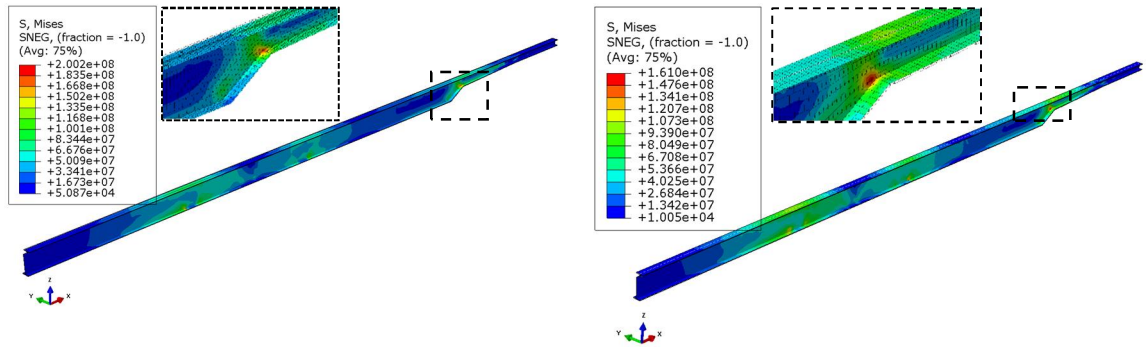 S, Mises
SNEG, (fraction = -1.0)
(Avg: 75%)
+2.002e+08
+1.835e+08
+1.668e+08
+1.502e+08
+1.335e+08
+1.168e+08
+1.001e+08
+8.344e+07
+6.676e+07
+5.009e+07
+3.341e+07
+1.673e+07
+5.087e+04
Z
Y
X
S, Mises
SNEG, (fraction = -1.0)
(Avg: 75%)
+1.610e+08
+1.476e+08
+1.341e+08
+1.207e+08
+1.073e+08
+9.390e+07
+8.049e+07
+6.708e+07
+5.366e+07
+4.025e+07
+2.684e+07
+1.342e+07
+1.005e+04
Z
Y
X